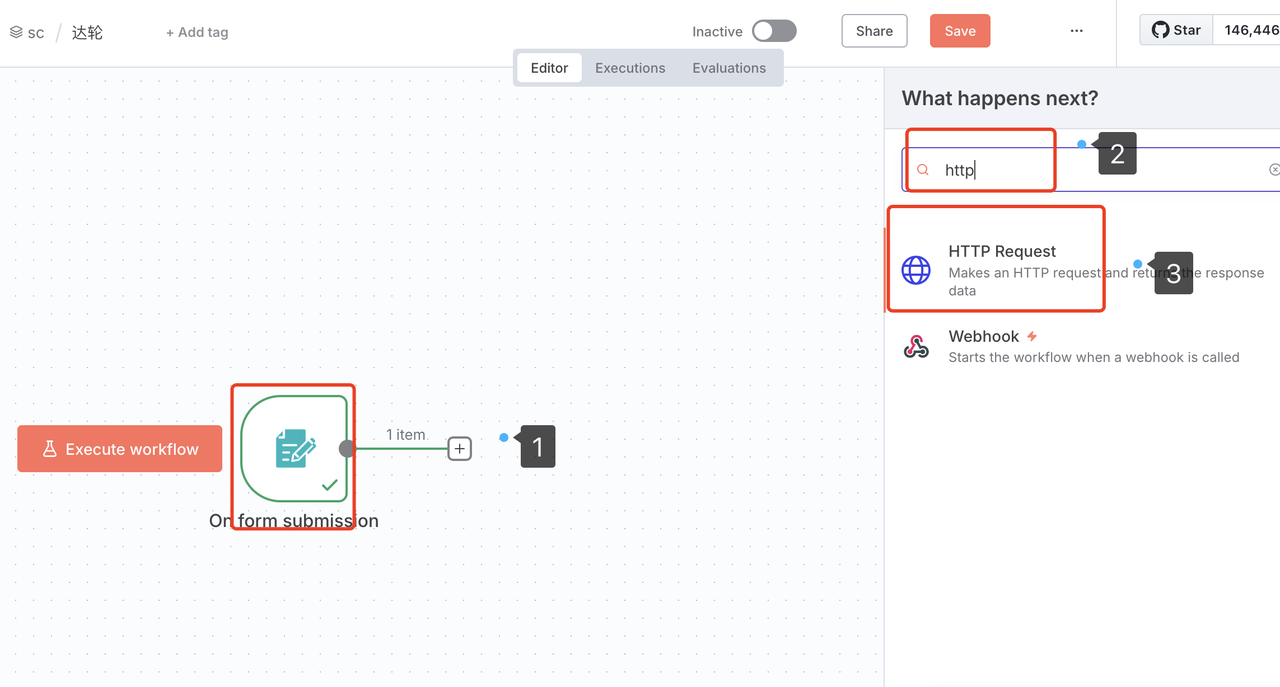 sc / 达轮 + Add tag
Inactive Share Save ... Star 146,446
Editor Executions Evaluations
What happens next?
2
http
HTTP Request
Makes an HTTP request and return the response
data
3
Webhook
Starts the workflow when a webhook is called
Execute workflow
1 item
1
On form submission